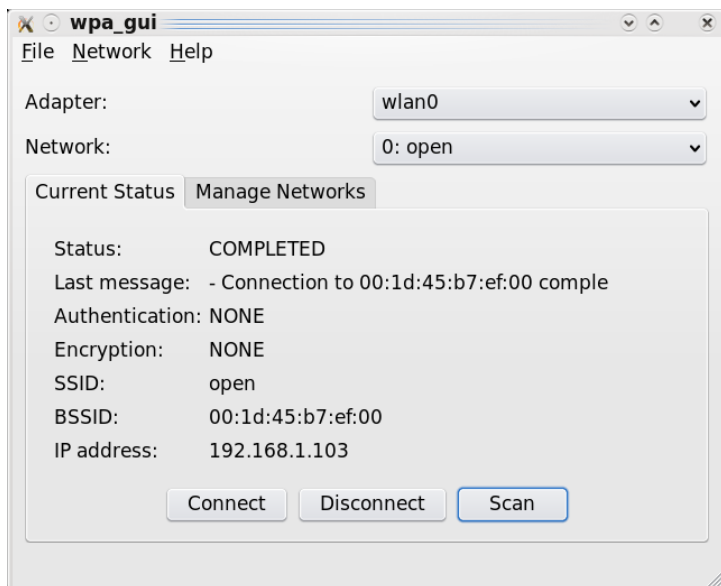 wpa_gui
File Network Help
Adapter: wlan0
Network: 0: open
Current Status Manage Networks
Status: COMPLETED
Last message: - Connection to 00:1d:45:b7:ef:00 comple
Authentication: NONE
Encryption: NONE
SSID: open
BSSID: 00:1d:45:b7:ef:00
IP address: 192.168.1.103
Connect Disconnect Scan